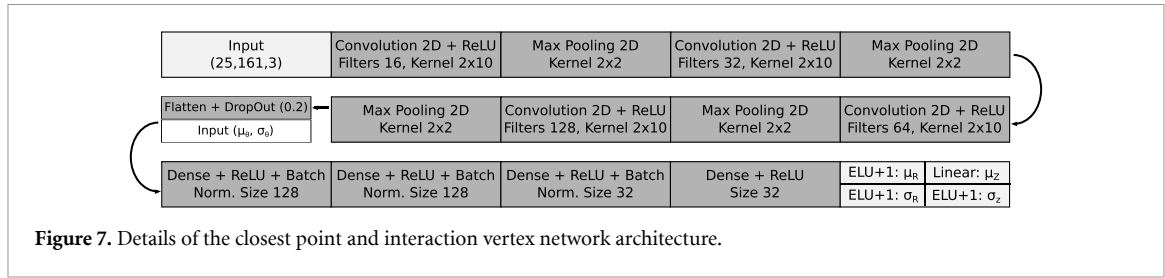 Input
(25,161,3)
Convolution 2D + ReLU
Filters 16, Kernel 2x10
Max Pooling 2D
Kernel 2x2
Convolution 2D + ReLU
Filters 32, Kernel 2x10
Max Pooling 2D
Kernel 2x2
Flatten + DropOut (0.2)
Input (μθ, σθ)
Max Pooling 2D
Kernel 2x2
Convolution 2D + ReLU
Filters 128, Kernel 2x10
Max Pooling 2D
Kernel 2x2
Convolution 2D + ReLU
Filters 64, Kernel 2x10
Dense + ReLU + Batch
Norm. Size 128
Dense + ReLU + Batch
Norm. Size 128
Dense + ReLU + Batch
Norm. Size 32
Dense + ReLU
Size 32
ELU+1: μR
Linear: μZ
ELU+1: σR
ELU+1: σz
Figure 7. Details of the closest point and interaction vertex network architecture.